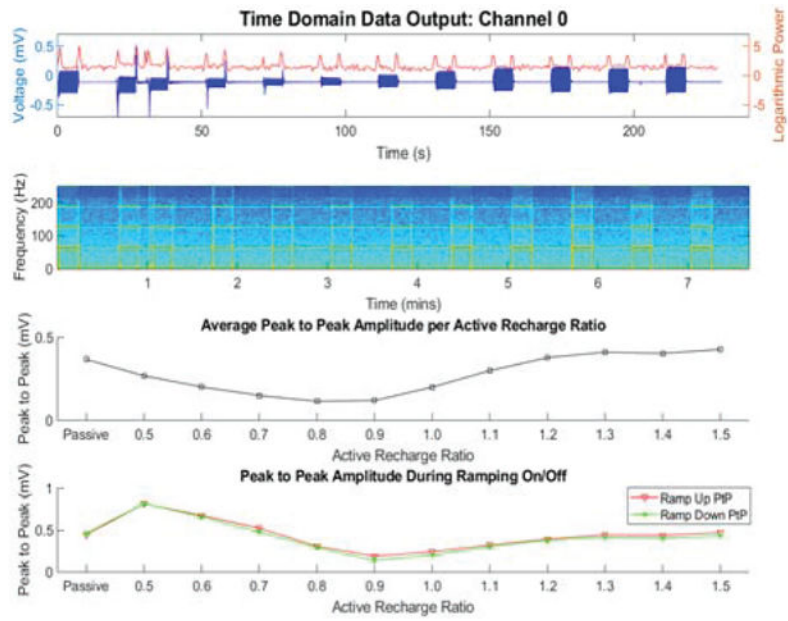 Time Domain Data Output: Channel 0
Voltage (mV)
0.5
0
-0.5
5
0
-5
Logarithmic Power
0 50 100 150 200
Time (s)
Frequency (Hz)
200
100
0
1 2 3 4 5 6 7
Time (mins)
Average Peak to Peak Amplitude per Active Recharge Ratio
Peak to Peak (mV)
0.5
0
Passive 0.5 0.6 0.7 0.8 0.9 1.0 1.1 1.2 1.3 1.4 1.5
Active Recharge Ratio
Peak to Peak Amplitude During Ramping On/Off
Peak to Peak (mV)
1
0.5
0
Ramp Up PtP
Ramp Down PtP
Passive 0.5 0.6 0.7 0.8 0.9 1.0 1.1 1.2 1.3 1.4 1.5
Active Recharge Ratio